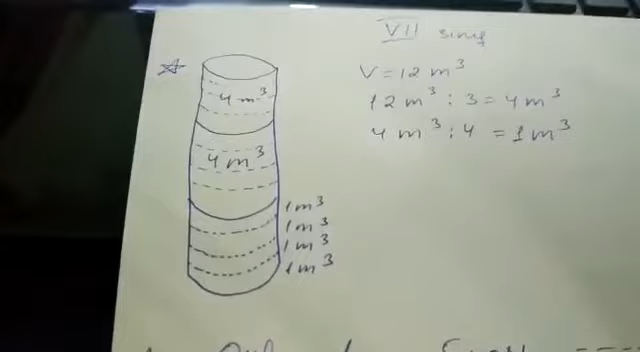 VII sinf
V = 12 m³
12 m³ : 3 = 4 m³
4 m³ : 4 = 1 m³
4 m³
4 m³
1 m³
1 m³
1 m³
1 m³